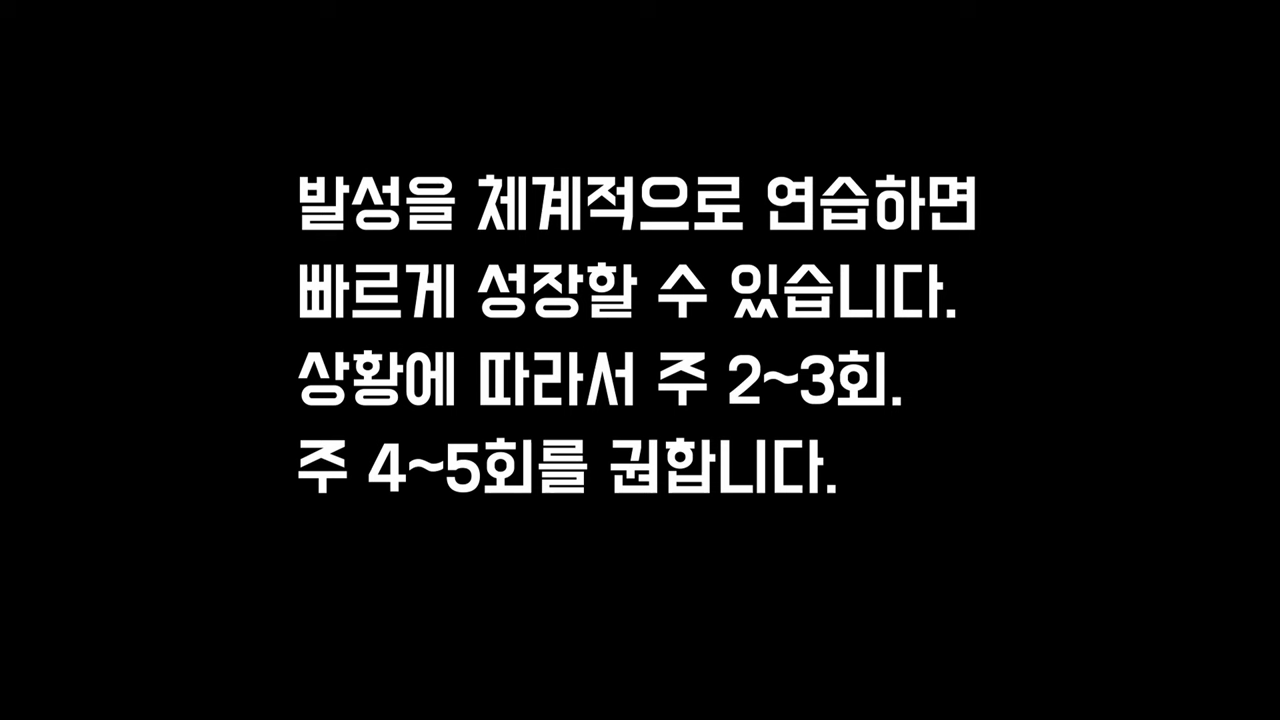 발성을 체계적으로 연습하면
빠르게 성장할 수 있습니다.
상황에 따라서 주 2~3회.
주 4~5회를 권합니다.